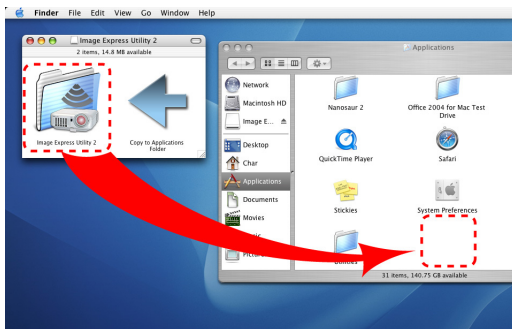 Finder File Edit View Go Window Help
Image Express Utility 2
2 items, 14.8 MB available
Image Express Utility 2
Copy to Applications
Folder
Applications
Network
Macintosh HD
Image E...
Desktop
Char
Applications
Documents
Movies
Nanosaur 2
Office 2004 for Mac Test
Drive
QuickTime Player
Safari
Stickies
System Preferences
31 items, 140.75 GB available